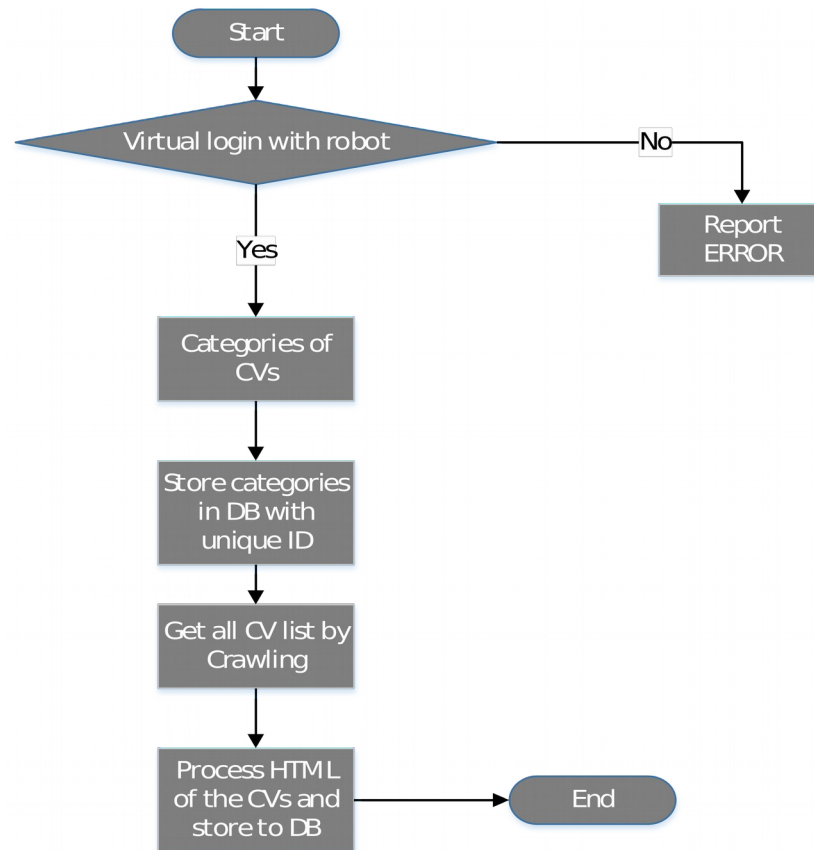 Start
Virtual login with robot
No
Report
ERROR
Yes
Categories of
CVs
Store categories
in DB with
unique ID
Get all CV list by
Crawling
Process HTML
of the CVs and
store to DB
End